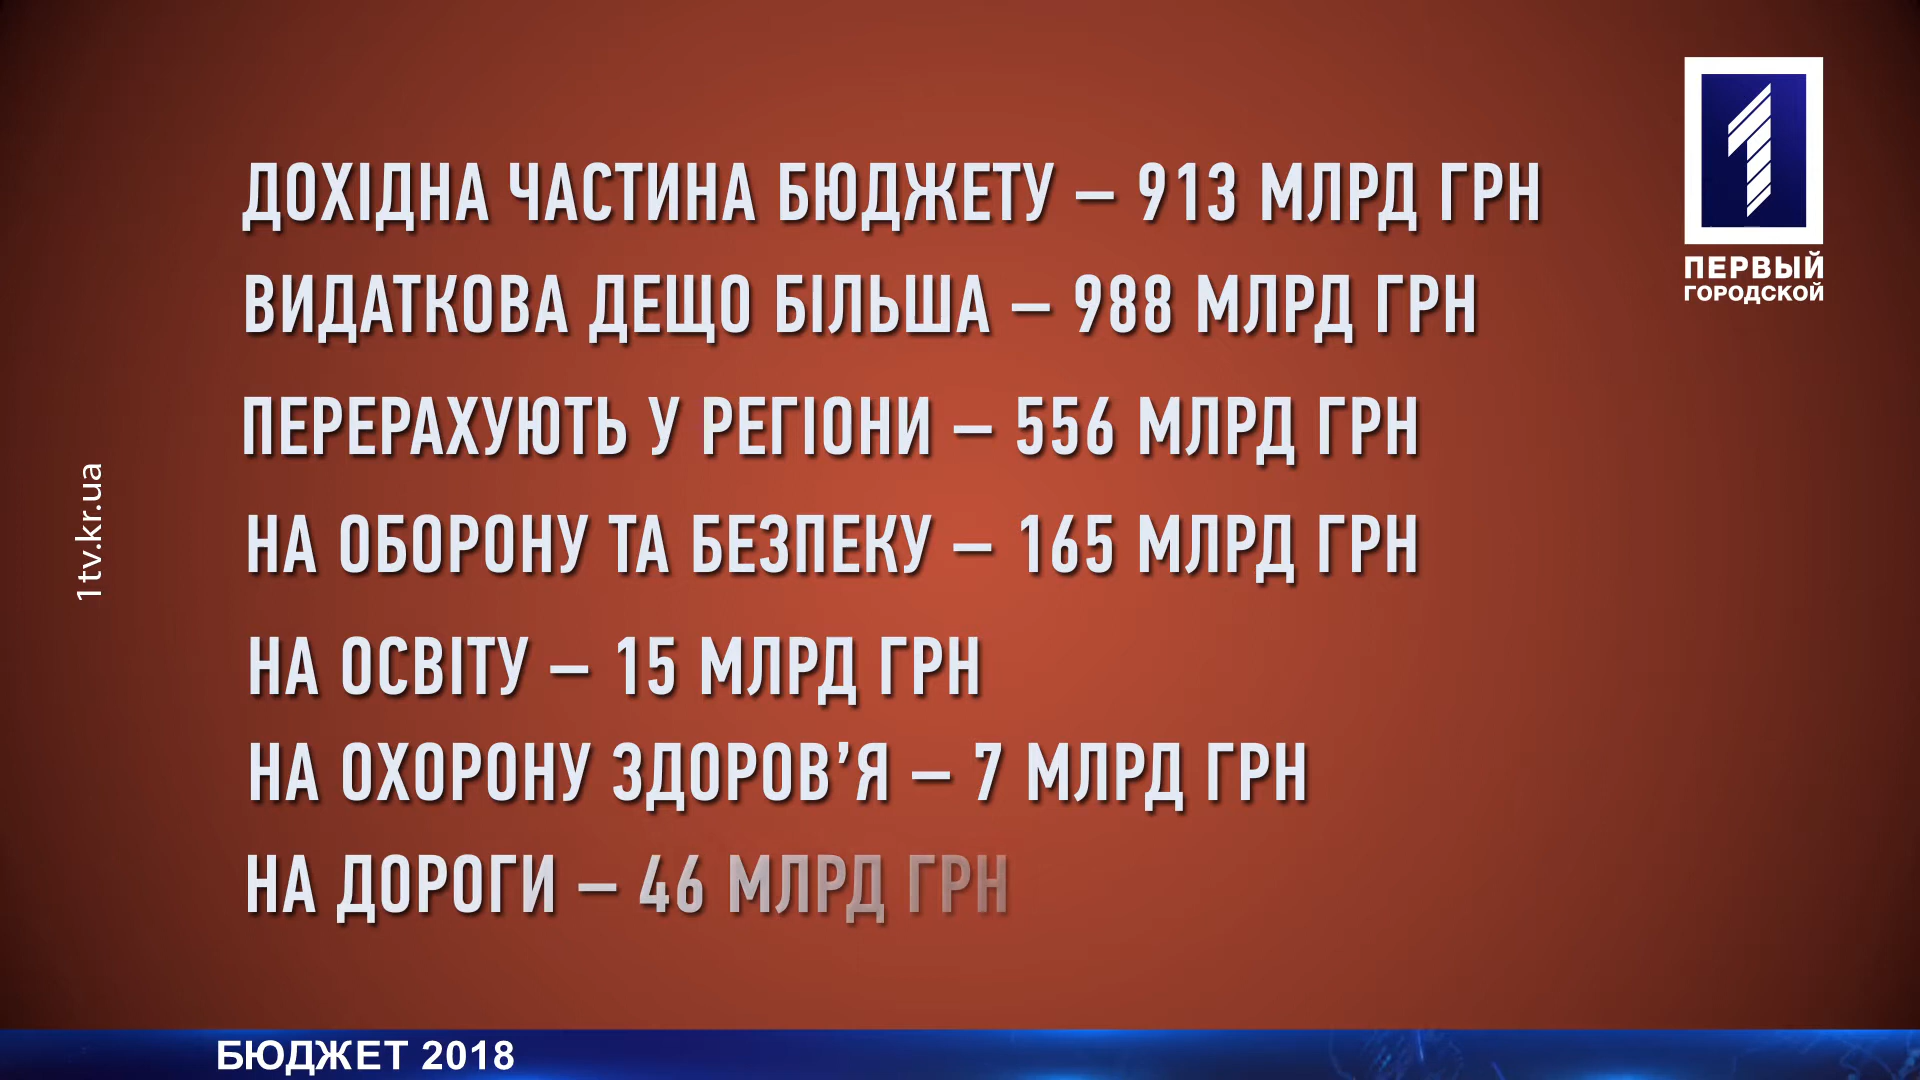 ДОХІДНА ЧАСТИНА БЮДЖЕТУ – 913 МЛРД ГРН
ВИДАТКОВА ДЕЩО БІЛЬША – 988 МЛРД ГРН
ПЕРЕРАХУЮТЬ У РЕГІОНИ – 556 МЛРД ГРН
НА ОБОРОНУ ТА БЕЗПЕКУ – 165 МЛРД ГРН
НА ОСВІТУ – 15 МЛРД ГРН
НА ОХОРОНУ ЗДОРОВ’Я – 7 МЛРД ГРН
НА ДОРОГИ – 46 МЛРД ГРН
1
ПЕРВЫЙ
ГОРОДСКОЙ
1tv.kr.ua
БЮДЖЕТ 2018